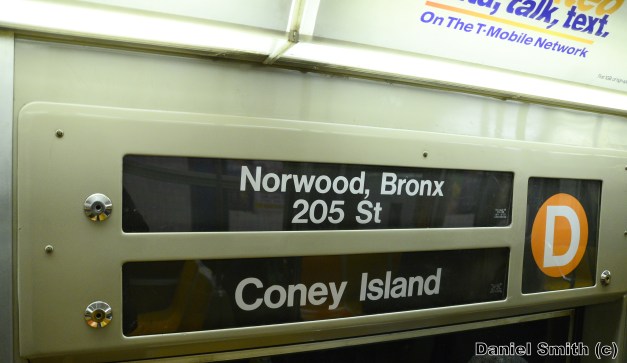 talk, text.
On The T-Mobile Network
Norwood, Bronx
205 St
D
Coney Island
Daniel Smith (c)